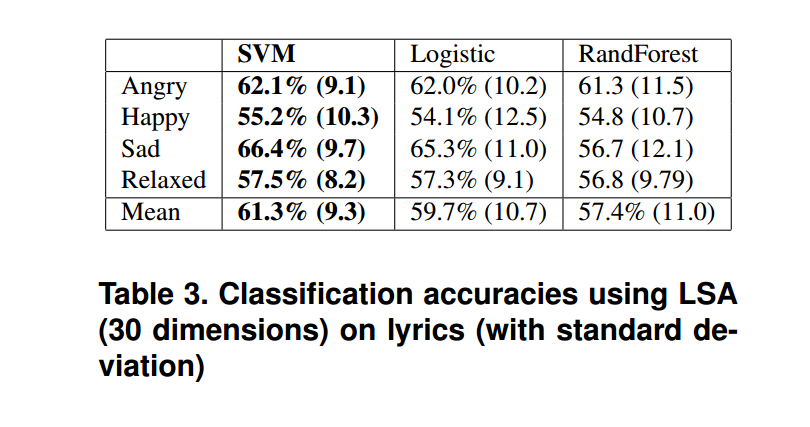 SVM Logistic RandForest
Angry 62.1% (9.1) 62.0% (10.2) 61.3 (11.5)
Happy 55.2% (10.3) 54.1% (12.5) 54.8 (10.7)
Sad 66.4% (9.7) 65.3% (11.0) 56.7 (12.1)
Relaxed 57.5% (8.2) 57.3% (9.1) 56.8 (9.79)
Mean 61.3% (9.3) 59.7% (10.7) 57.4% (11.0)
Table 3. Classification accuracies using LSA
(30 dimensions) on lyrics (with standard de-
viation)